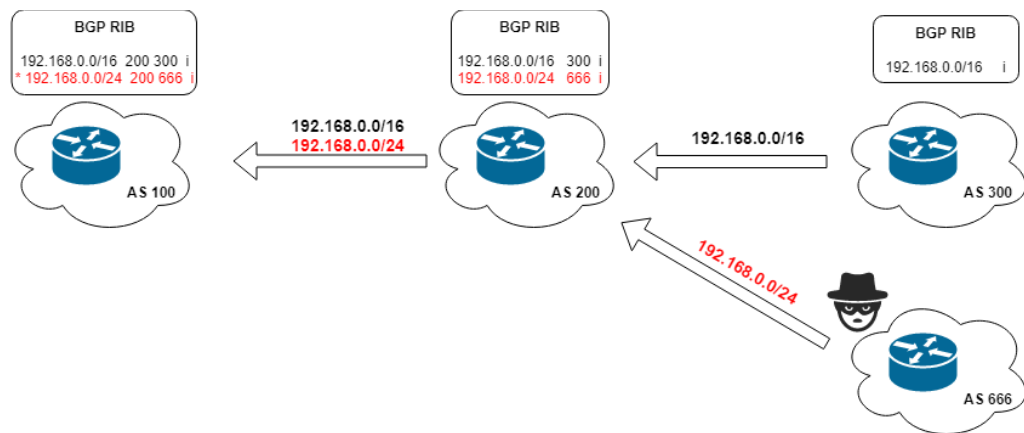 BGP RIB
192.168.0.0/16 200 300 i
* 192.168.0.0/24 200 666 i
BGP RIB
192.168.0.0/16 300 i
192.168.0.0/24 666 i
BGP RIB
192.168.0.0/16 i
192.168.0.0/16
192.168.0.0/24
192.168.0.0/16
AS 100
AS 200
AS 300
192.168.0.0/24
AS 666